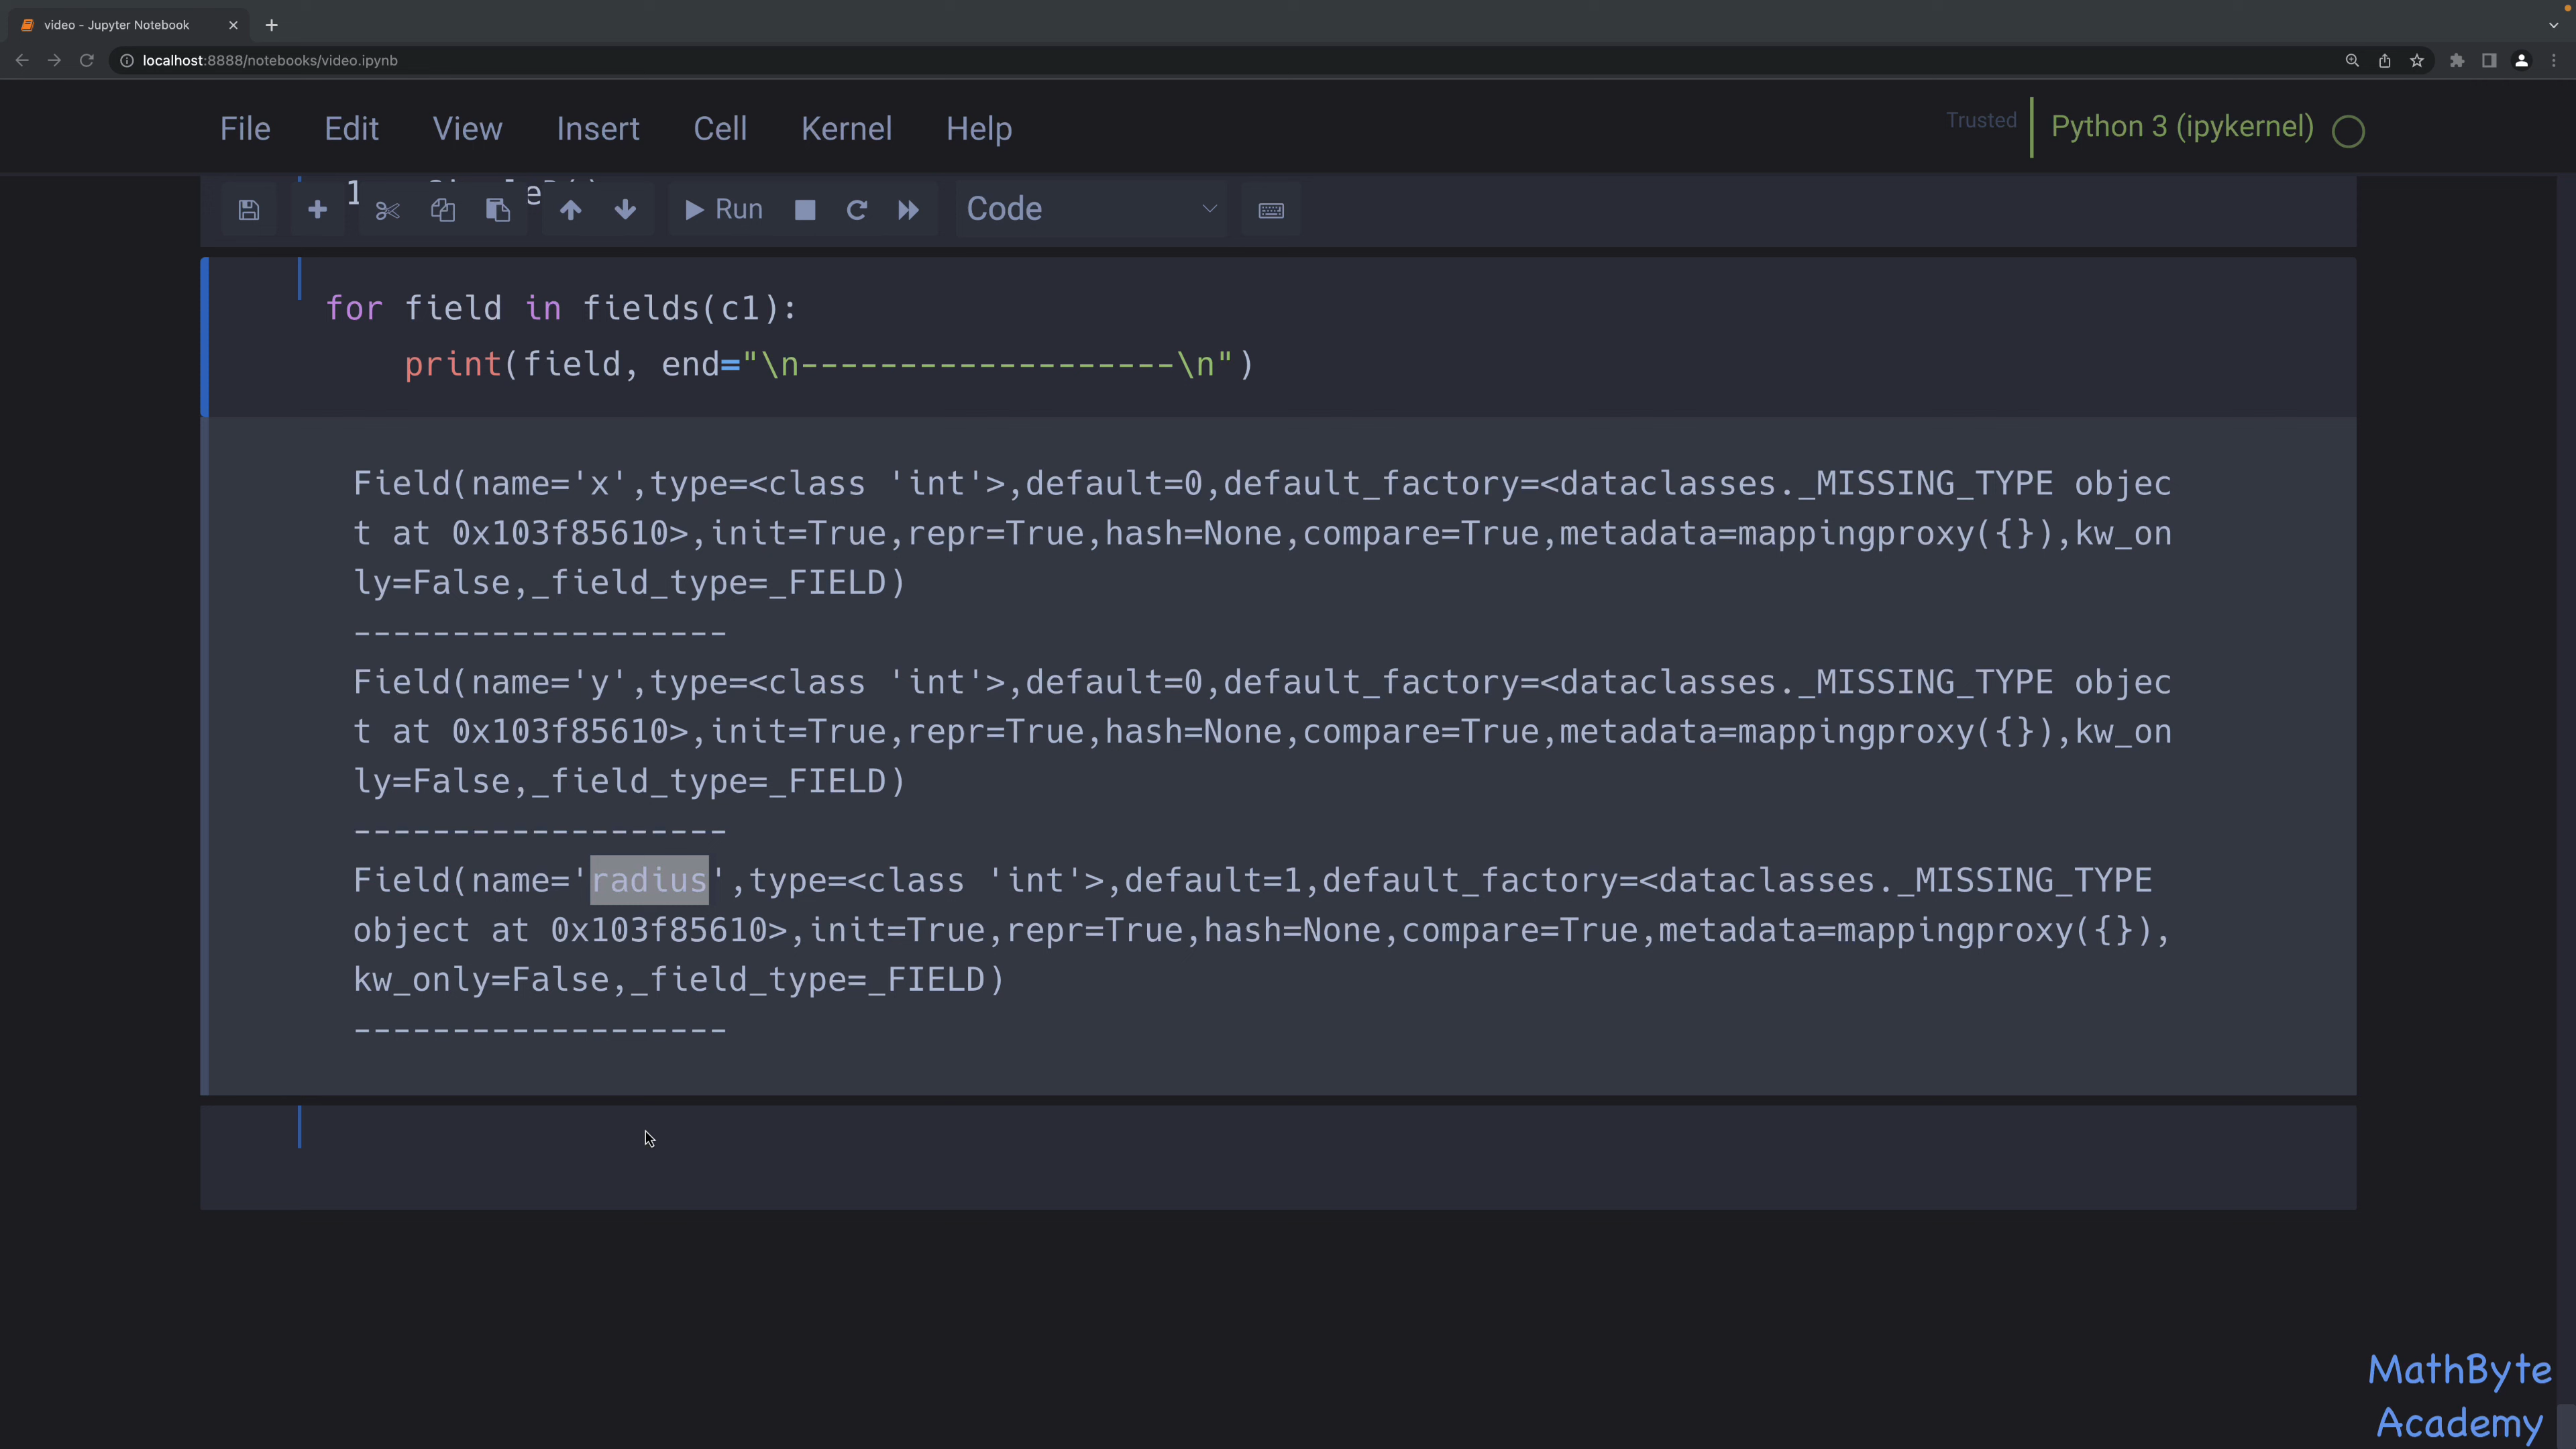 video - Jupyter Notebook
localhost:8888/notebooks/video.ipynb
File Edit View Insert Cell Kernel Help
Trusted Python 3 (ipykernel)
Run Code
for field in fields(c1):
print(field, end="\n-------------------\n")
Field(name='x',type=<class 'int'>,default=0,default_factory=<dataclasses._MISSING_TYPE objec
t at 0x103f85610>,init=True,repr=True,hash=None,compare=True,metadata=mappingproxy({}),kw_on
ly=False,_field_type=_FIELD)
-------------------
Field(name='y',type=<class 'int'>,default=0,default_factory=<dataclasses._MISSING_TYPE objec
t at 0x103f85610>,init=True,repr=True,hash=None,compare=True,metadata=mappingproxy({}),kw_on
ly=False,_field_type=_FIELD)
-------------------
Field(name='radius',type=<class 'int'>,default=1,default_factory=<dataclasses._MISSING_TYPE
object at 0x103f85610>,init=True,repr=True,hash=None,compare=True,metadata=mappingproxy({}),
kw_only=False,_field_type=_FIELD)
-------------------
MathByte
Academy